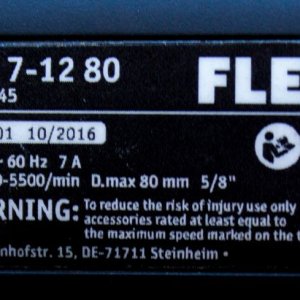 7-12 80 FLE
45
01 10/2016
60 Hz 7 A
-5500/min D.max 80 mm 5/8"
ARNING: To reduce the risk of injury use only
accessories rated at least equal to
the maximum speed marked on the t
nhofstr. 15, DE-71711 Steinheim •